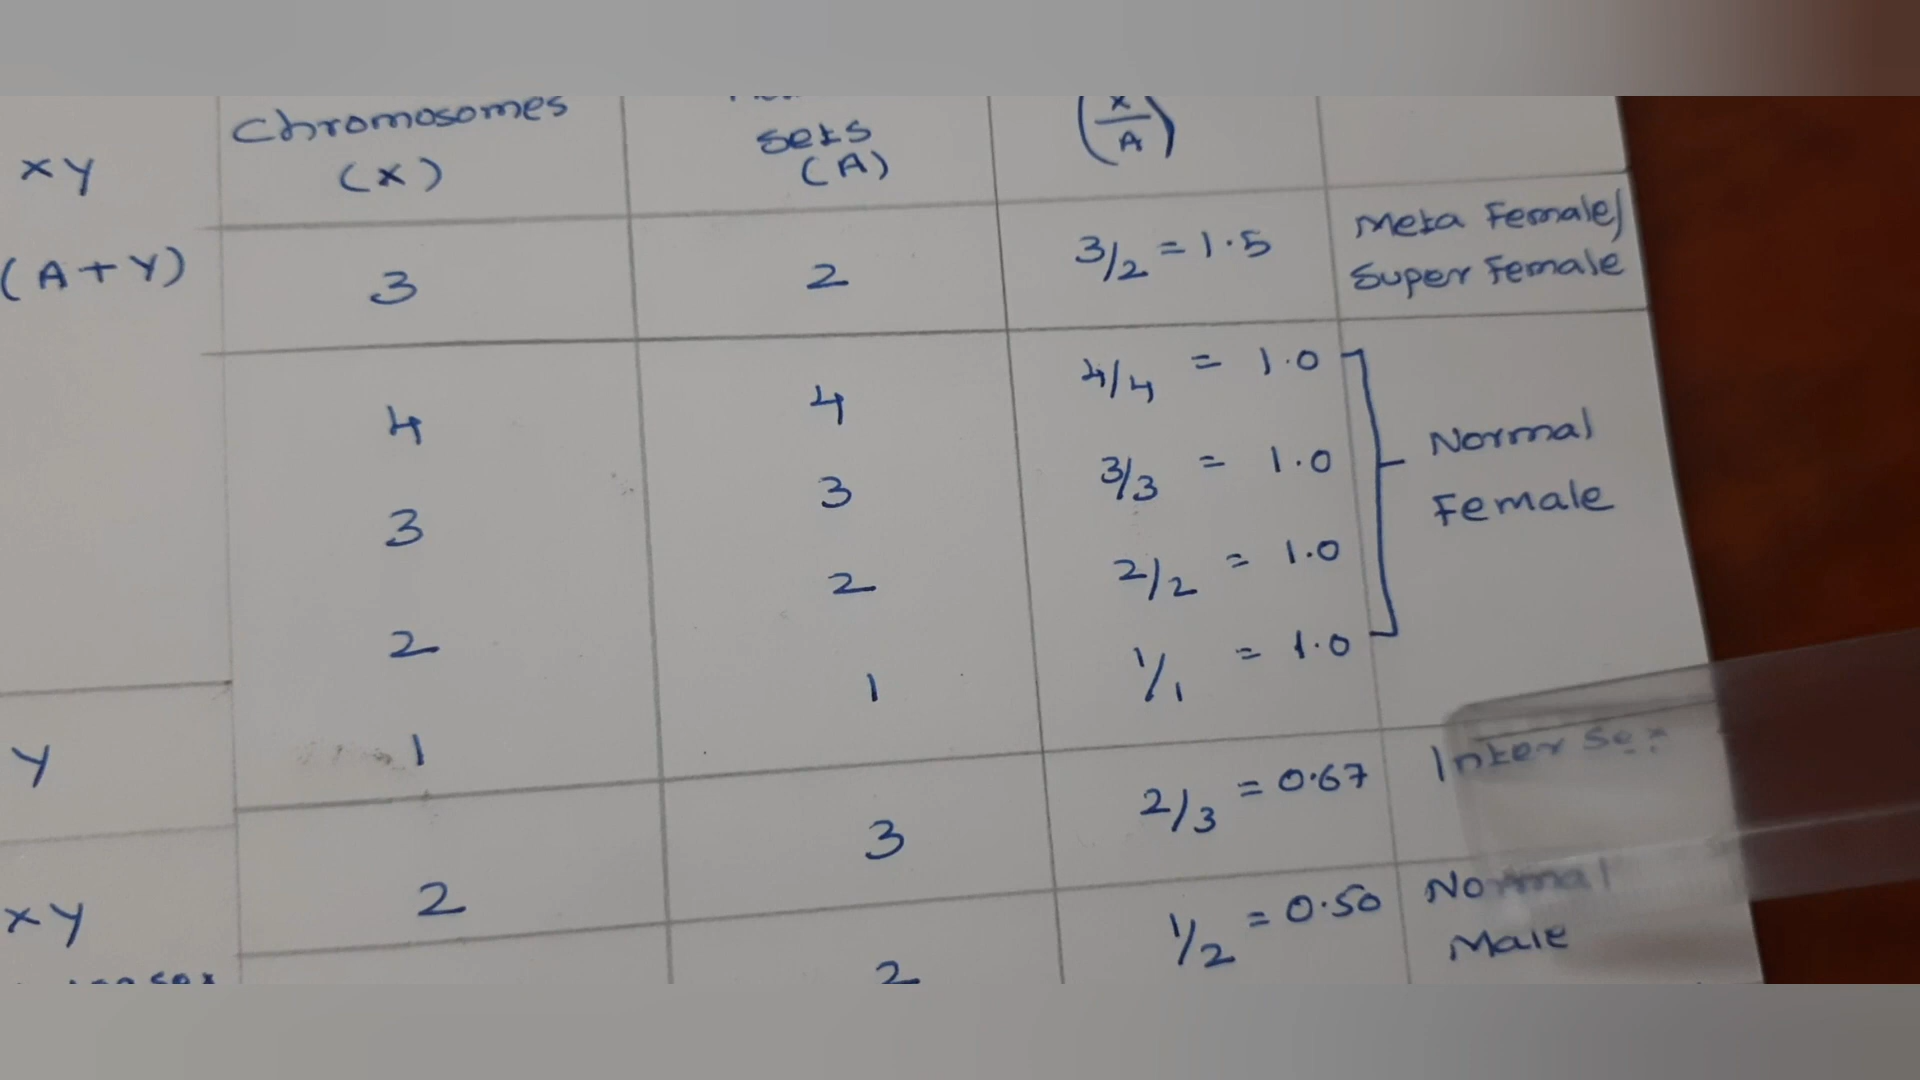 Chromosomes
(X)
sets
(A)
(X/A)
XY
(A+Y)
3 2 3/2 = 1.5 Meta Female/
Super Female
4 4 4/4 = 1.0
3 3 3/3 = 1.0 Normal
Female
2 2 2/2 = 1.0
1 1 1/1 = 1.0
Y
2 3 2/3 = 0.67 Inter Sex
XY
2 1/2 = 0.50 Normal
Male